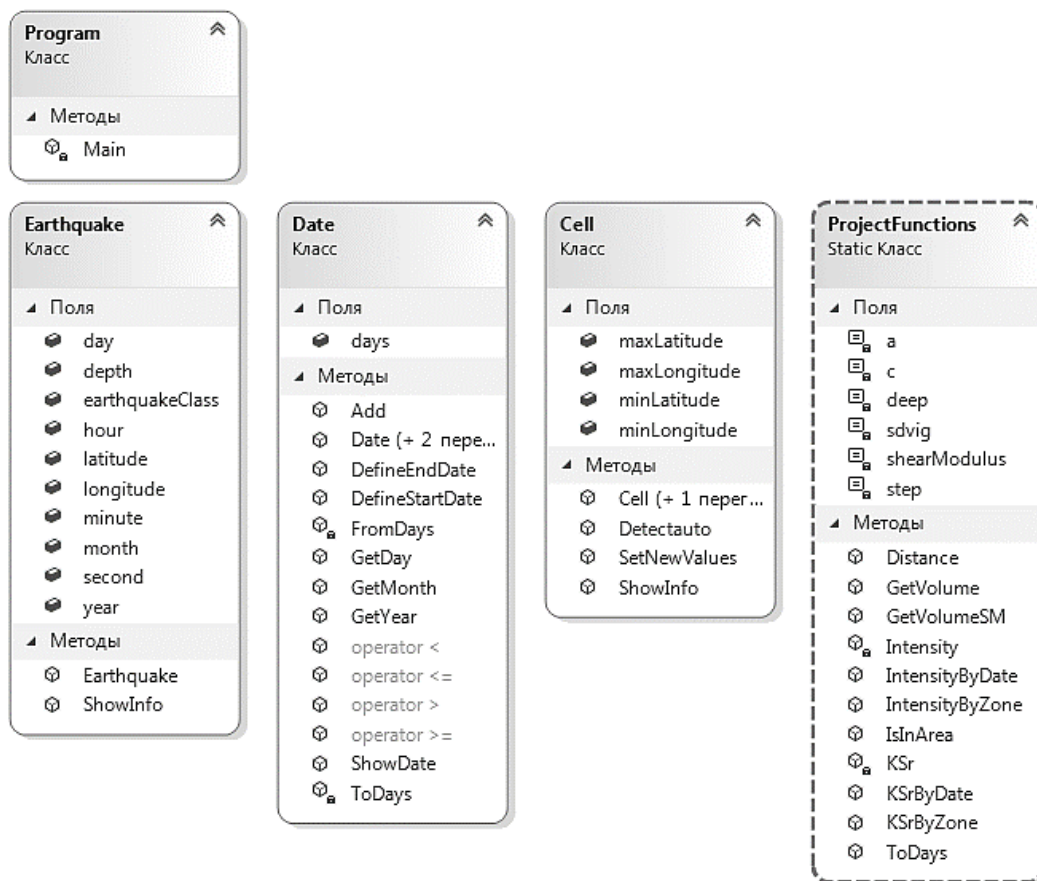 Program
Класс
Методы
Main
Earthquake
Класс
Поля
day
depth
earthquakeClass
hour
latitude
longitude
minute
month
second
year
Методы
Earthquake
ShowInfo
Date
Класс
Поля
days
Методы
Add
Date (+ 2 пере...
DefineEndDate
DefineStartDate
FromDays
GetDay
GetMonth
GetYear
operator <
operator <=
operator >
operator >=
ShowDate
ToDays
Cell
Класс
Поля
maxLatitude
maxLongitude
minLatitude
minLongitude
Методы
Cell (+ 1 перег...
Detectauto
SetNewValues
ShowInfo
ProjectFunctions
Static Класс
Поля
a
c
deep
sdvig
shearModulus
step
Методы
Distance
GetVolume
GetVolumeSM
Intensity
IntensityByDate
IntensityByZone
IsInArea
KSr
KSrByDate
KSrByZone
ToDays